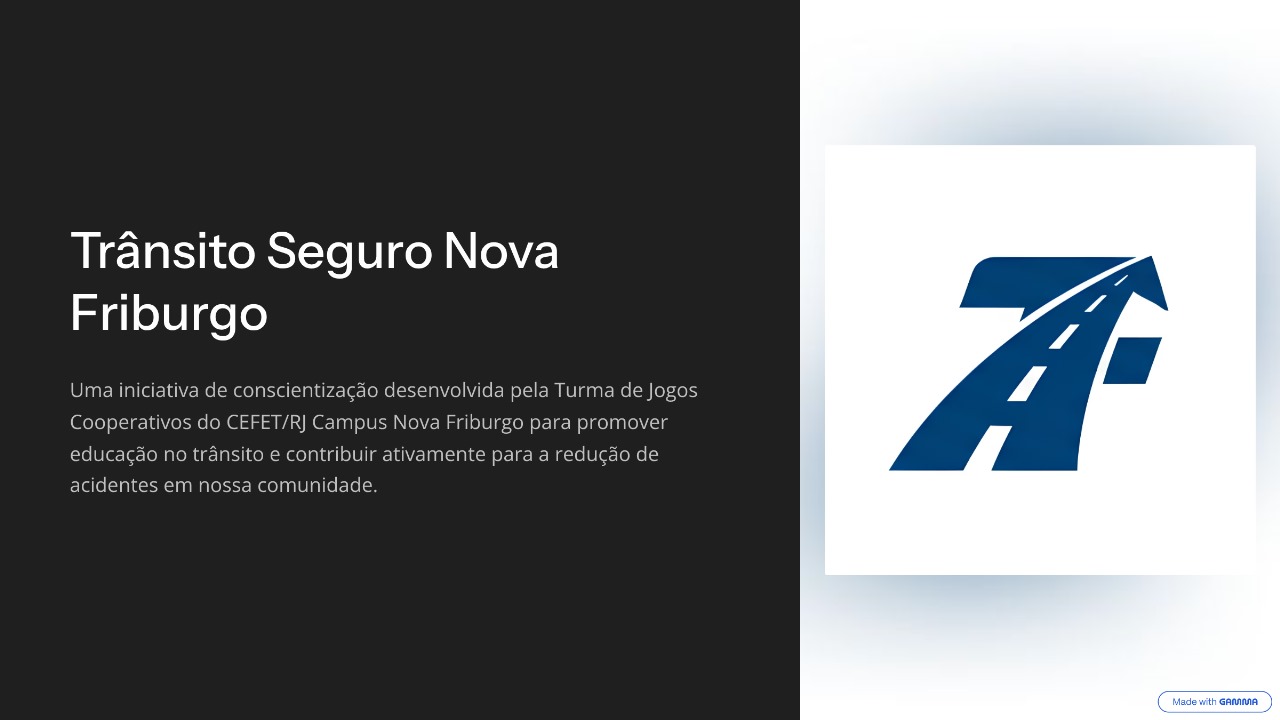 Trânsito Seguro Nova
Friburgo
Uma iniciativa de conscientização desenvolvida pela Turma de Jogos
Cooperativos do CEFET/RJ Campus Nova Friburgo para promover
educação no trânsito e contribuir ativamente para a redução de
acidentes em nossa comunidade.
Made with GAMMA